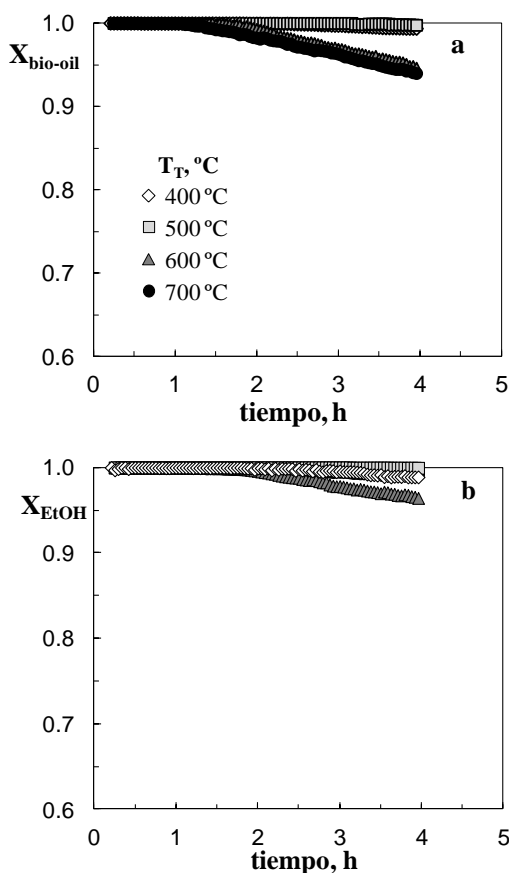 1.0
a
X_bio-oil
0.9
T_T, ºC
400 ºC
0.8
500 ºC
600 ºC
0.7
700 ºC
0.6
0 1 2 3 4 5
tiempo, h
1.0
b
X_EtOH
0.9
0.8
0.7
0.6
0 1 2 3 4 5
tiempo, h